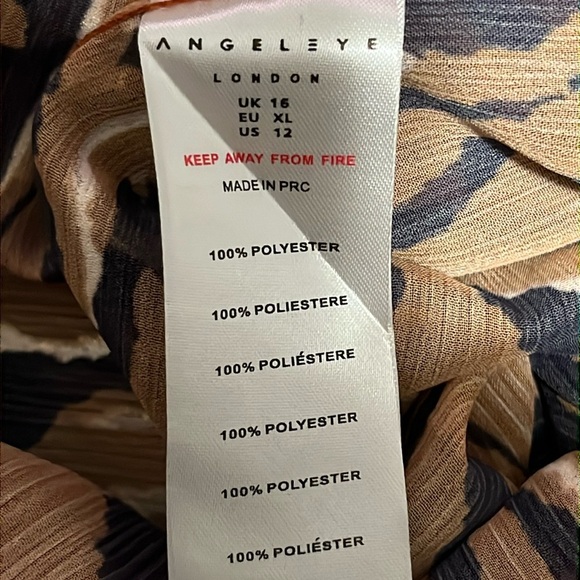 ANGELEYE
LONDON
UK 16
EU XL
US 12
KEEP AWAY FROM FIRE
MADE IN PRC
100% POLYESTER
100% POLIESTERE
100% POLIÉSTERE
100% POLYESTER
100% POLYESTER
100% POLIÉSTER